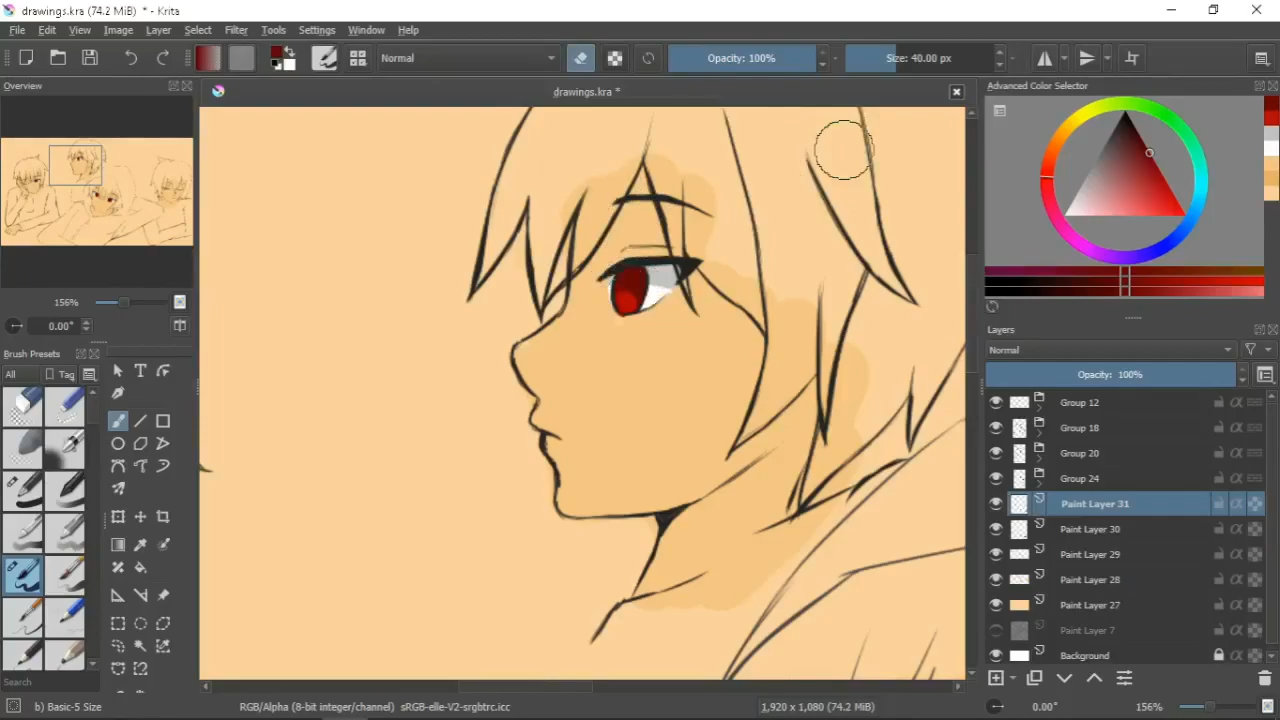 drawings.kra (74.2 MiB) * - Krita
File Edit View Image Layer Select Filter Tools Settings Window Help
Normal Opacity: 100% Size: 40.00 px
Overview
drawings.kra *
Advanced Color Selector
156%
0.00°
Brush Presets
All Tag
Search
Layers
Normal
Opacity: 100%
Group 12
Group 18
Group 20
Group 24
Paint Layer 31
Paint Layer 30
Paint Layer 29
Paint Layer 28
Paint Layer 27
Paint Layer 7
Background
b) Basic-5 Size RGB/Alpha (8-bit integer/channel) sRGB-elle-V2-srgbtrc.icc 1,920 x 1,080 (74.2 MiB) 0.00° 156%